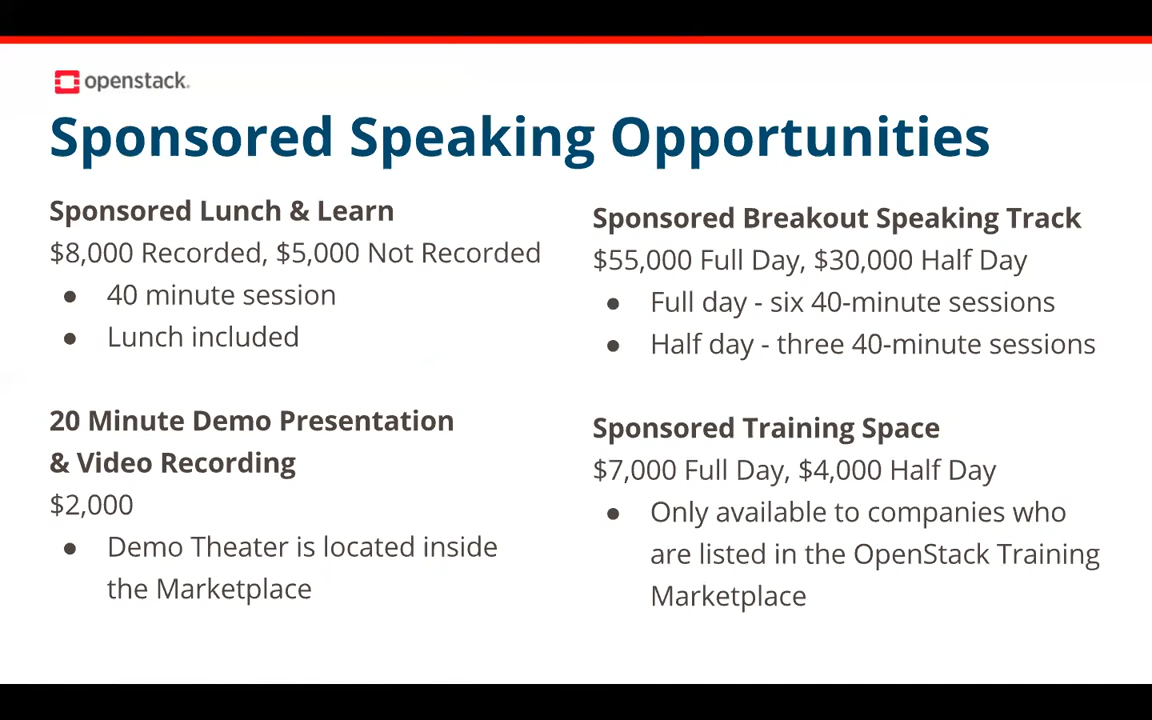 openstack.
Sponsored Speaking Opportunities
Sponsored Lunch & Learn
$8,000 Recorded, $5,000 Not Recorded
● 40 minute session
● Lunch included
20 Minute Demo Presentation
& Video Recording
$2,000
● Demo Theater is located inside
the Marketplace
Sponsored Breakout Speaking Track
$55,000 Full Day, $30,000 Half Day
● Full day - six 40-minute sessions
● Half day - three 40-minute sessions
Sponsored Training Space
$7,000 Full Day, $4,000 Half Day
● Only available to companies who
are listed in the OpenStack Training
Marketplace